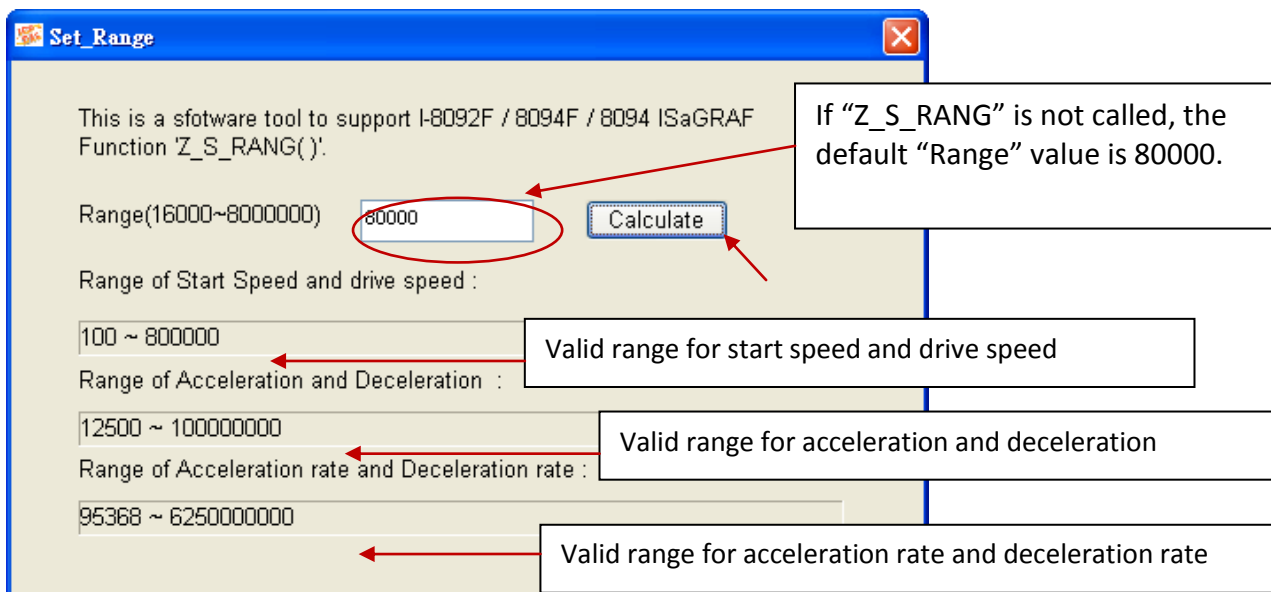 Set_Range
This is a sfotware tool to support I-8092F / 8094F / 8094 ISaGRAF
Function 'Z_S_RANG( )'.
If “Z_S_RANG” is not called, the
default “Range” value is 80000.
Range(16000~8000000) 80000 Calculate
Range of Start Speed and drive speed :
100 ~ 800000
Valid range for start speed and drive speed
Range of Acceleration and Deceleration :
12500 ~ 100000000
Valid range for acceleration and deceleration
Range of Acceleration rate and Deceleration rate :
95368 ~ 6250000000
Valid range for acceleration rate and deceleration rate